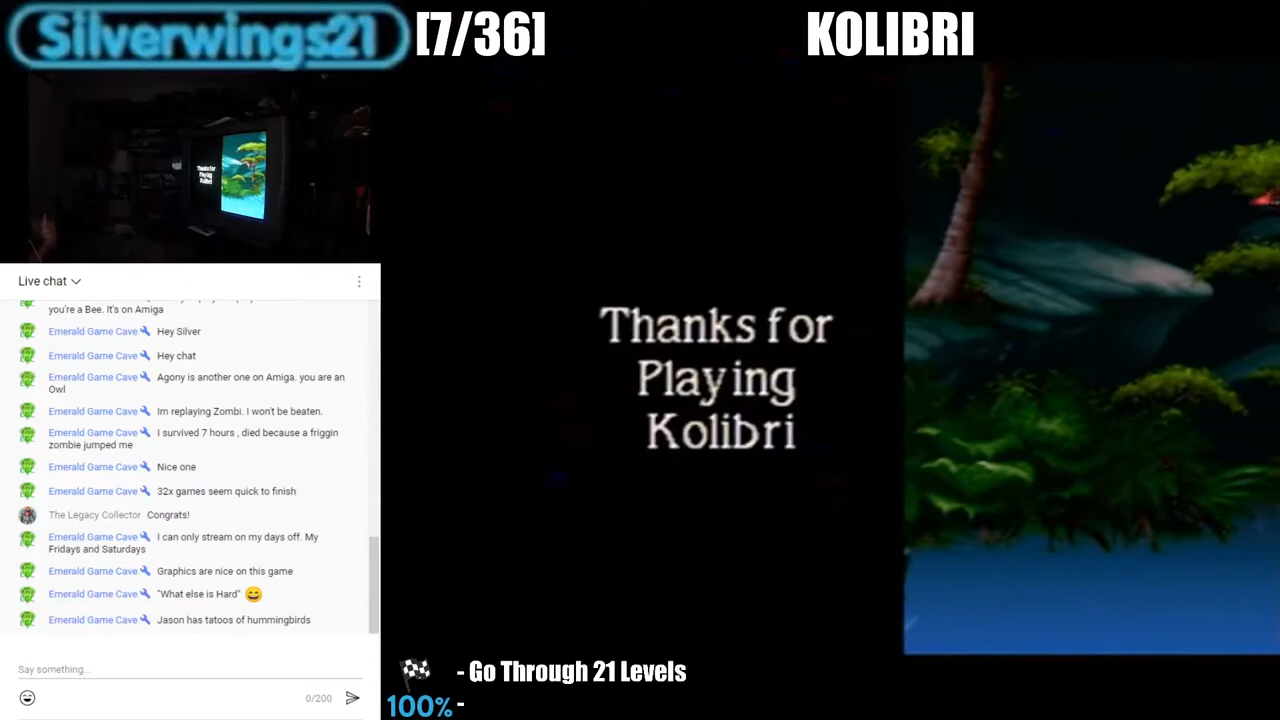 Silverwings21
[7/36]
KOLIBRI
Thanks for
Playing
Kolibri
Live chat
you're a Bee. It's on Amiga
Emerald Game Cave Hey Silver
Emerald Game Cave Hey chat
Emerald Game Cave Agony is another one on Amiga. you are an
Owl
Emerald Game Cave Im replaying Zombi. I won't be beaten.
Emerald Game Cave I survived 7 hours , died because a friggin
zombie jumped me
Emerald Game Cave Nice one
Emerald Game Cave 32x games seem quick to finish
The Legacy Collector Congrats!
Emerald Game Cave I can only stream on my days off. My
Fridays and Saturdays
Emerald Game Cave Graphics are nice on this game
Emerald Game Cave "What else is Hard" 😄
Emerald Game Cave Jason has tatoos of hummingbirds
Say something...
0/200
Thanks for
Playing
Kolibri
- Go Through 21 Levels
100% -